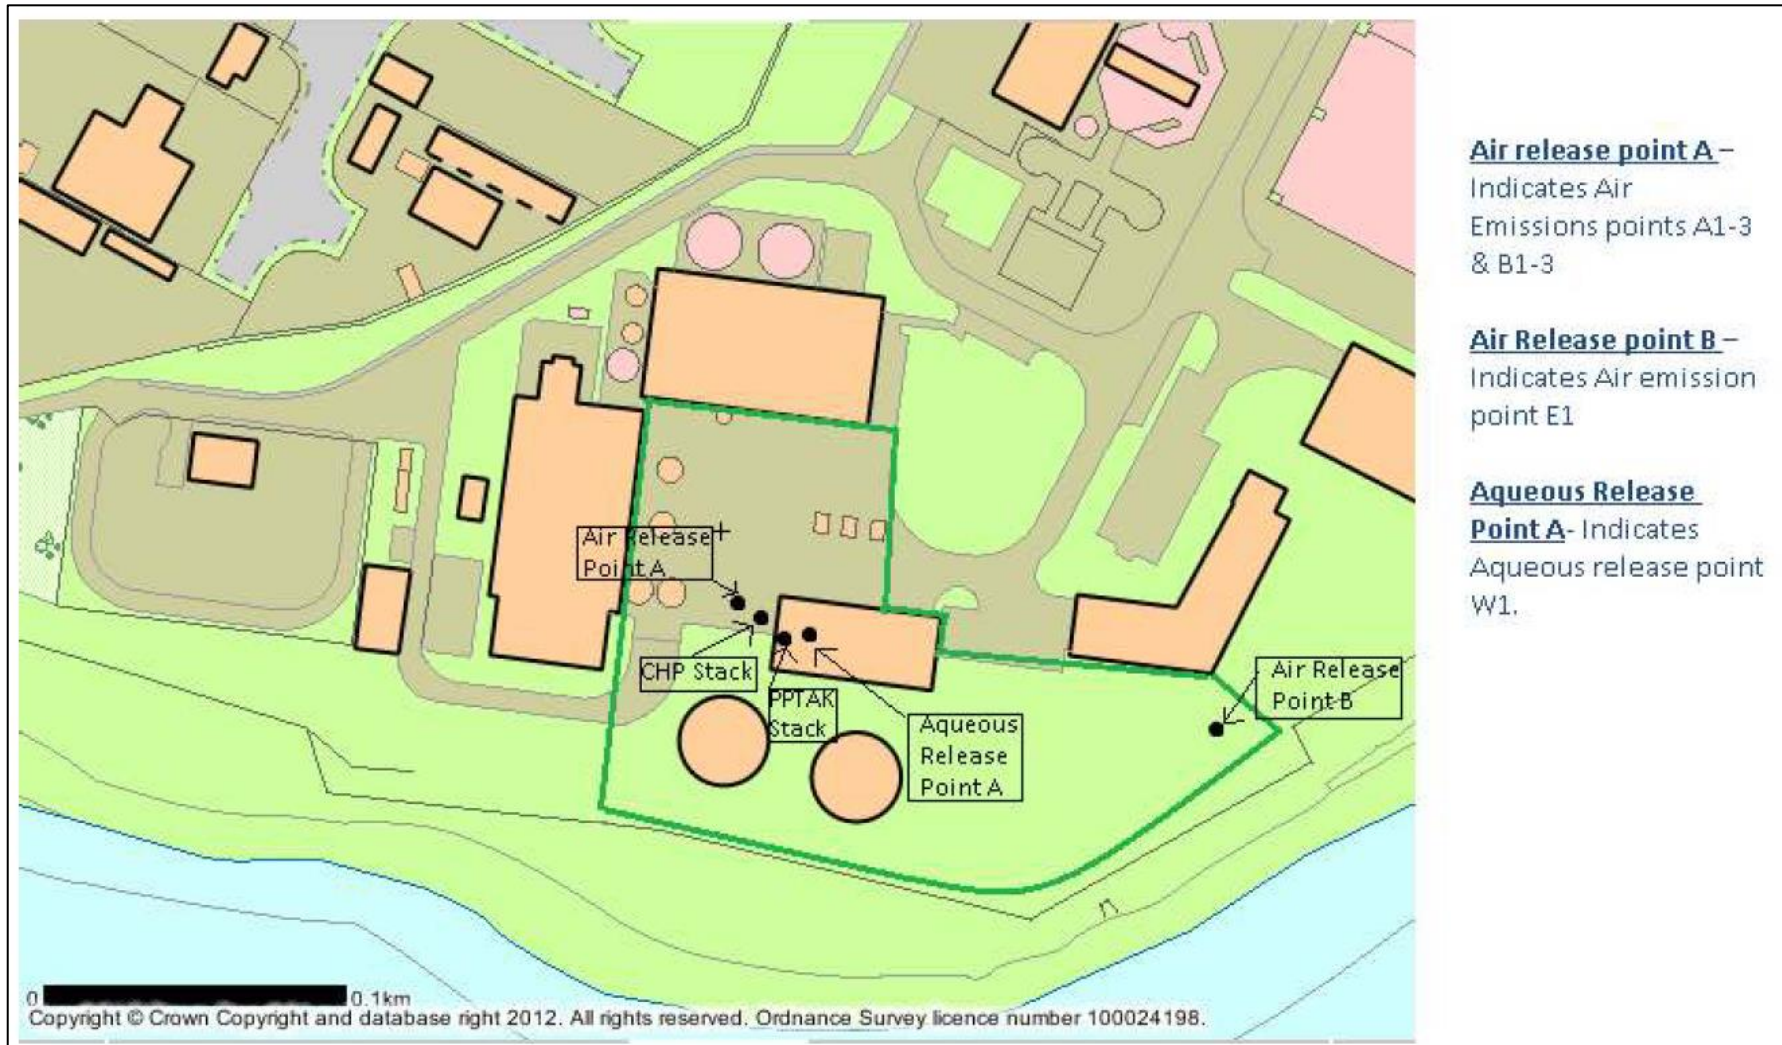 Air release point A –
Indicates Air
Emissions points A1-3
& B1-3
Air Release point B –
Indicates Air emission
point E1
Aqueous Release
Point A- Indicates
Aqueous release point
W1.
Air Release
Point A
CHP Stack
PPTAK
Stack
Aqueous
Release
Point A
Air Release
Point B
0
0.1km
Copyright © Crown Copyright and database right 2012. All rights reserved. Ordnance Survey licence number 100024198.